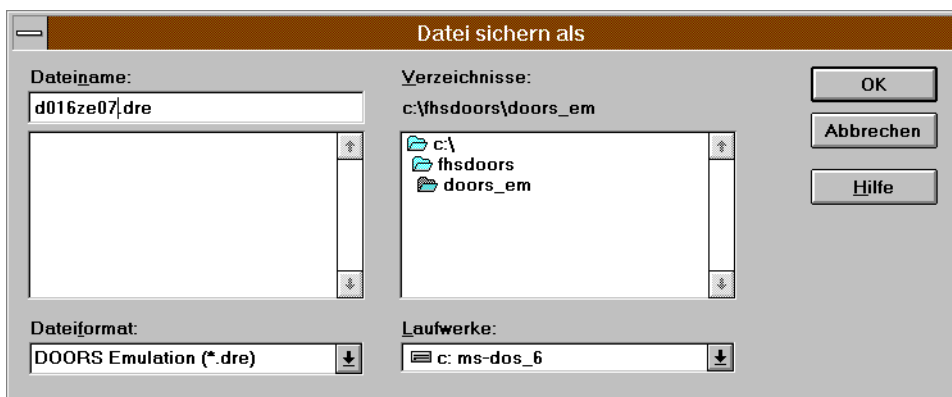 Datei sichern als
Dateiname:
d016ze07.dre
Verzeichnisse:
c:\fhsdoors\doors_em
c:\
fhsdoors
doors_em
OK
Abbrechen
Hilfe
Dateiformat:
DOORS Emulation (*.dre)
Laufwerke:
c: ms-dos_6